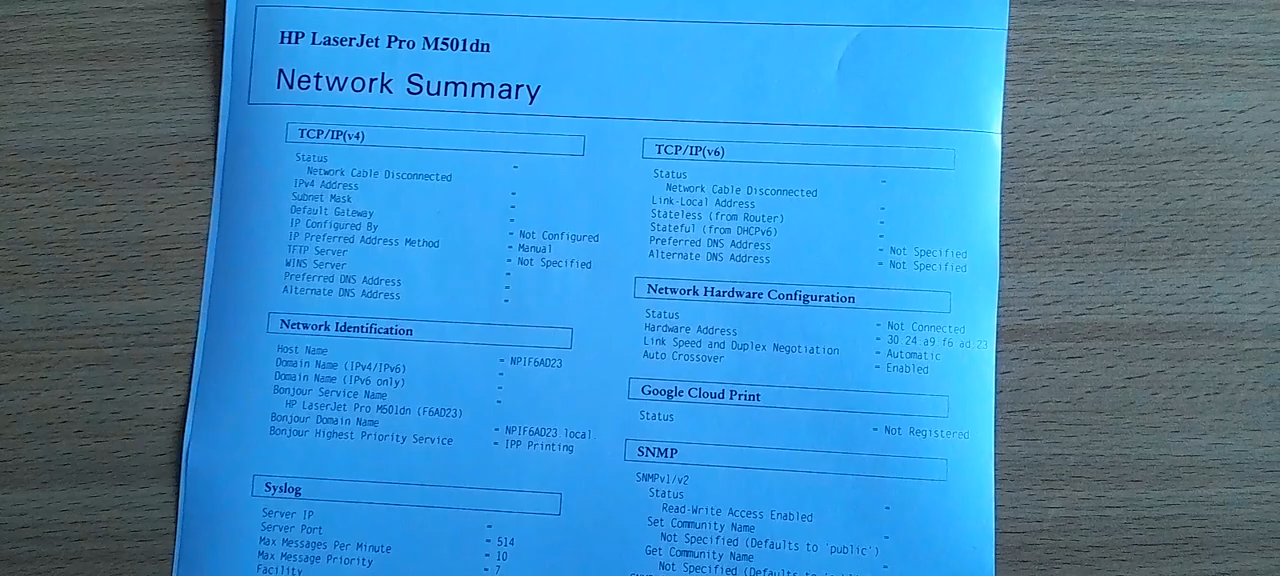 HP LaserJet Pro M501dn
Network Summary
TCP/IP(v4)
Status =
Network Cable Disconnected
IPv4 Address =
Subnet Mask =
Default Gateway =
IP Configured By = Not Configured
IP Preferred Address Method = Manual
TFTP Server = Not Specified
WINS Server =
Preferred DNS Address =
Alternate DNS Address =
Network Identification
Host Name = NPIF6AD23
Domain Name (IPv4/IPv6) =
Domain Name (IPv6 only) =
Bonjour Service Name =
HP LaserJet Pro M501dn (F6AD23)
Bonjour Domain Name = NPIF6AD23.local.
Bonjour Highest Priority Service = IPP Printing
Syslog
Server IP =
Server Port = 514
Max Messages Per Minute = 10
Max Message Priority = 7
Facility
TCP/IP(v6)
Status =
Network Cable Disconnected
Link-Local Address =
Stateless (from Router) =
Stateful (from DHCPv6) =
Preferred DNS Address = Not Specified
Alternate DNS Address = Not Specified
Network Hardware Configuration
Status = Not Connected
Hardware Address = 30.24.a9.f6.ad.23
Link Speed and Duplex Negotiation = Automatic
Auto Crossover = Enabled
Google Cloud Print
Status = Not Registered
SNMP
SNMPv1/v2
Status =
Read-Write Access Enabled
Set Community Name =
Not Specified (Defaults to 'public')
Get Community Name =
Not Specified (Defaults to